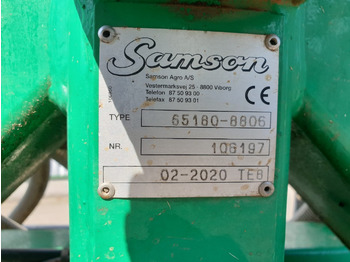 Samson
Samson Agro A/S
Vestermarksvej 25 - 8800 Viborg
Telefon 87 50 93 00
Telefax 87 50 93 01
CE
TYPE 65180-8806
NR. 106197
02-2020 TEB